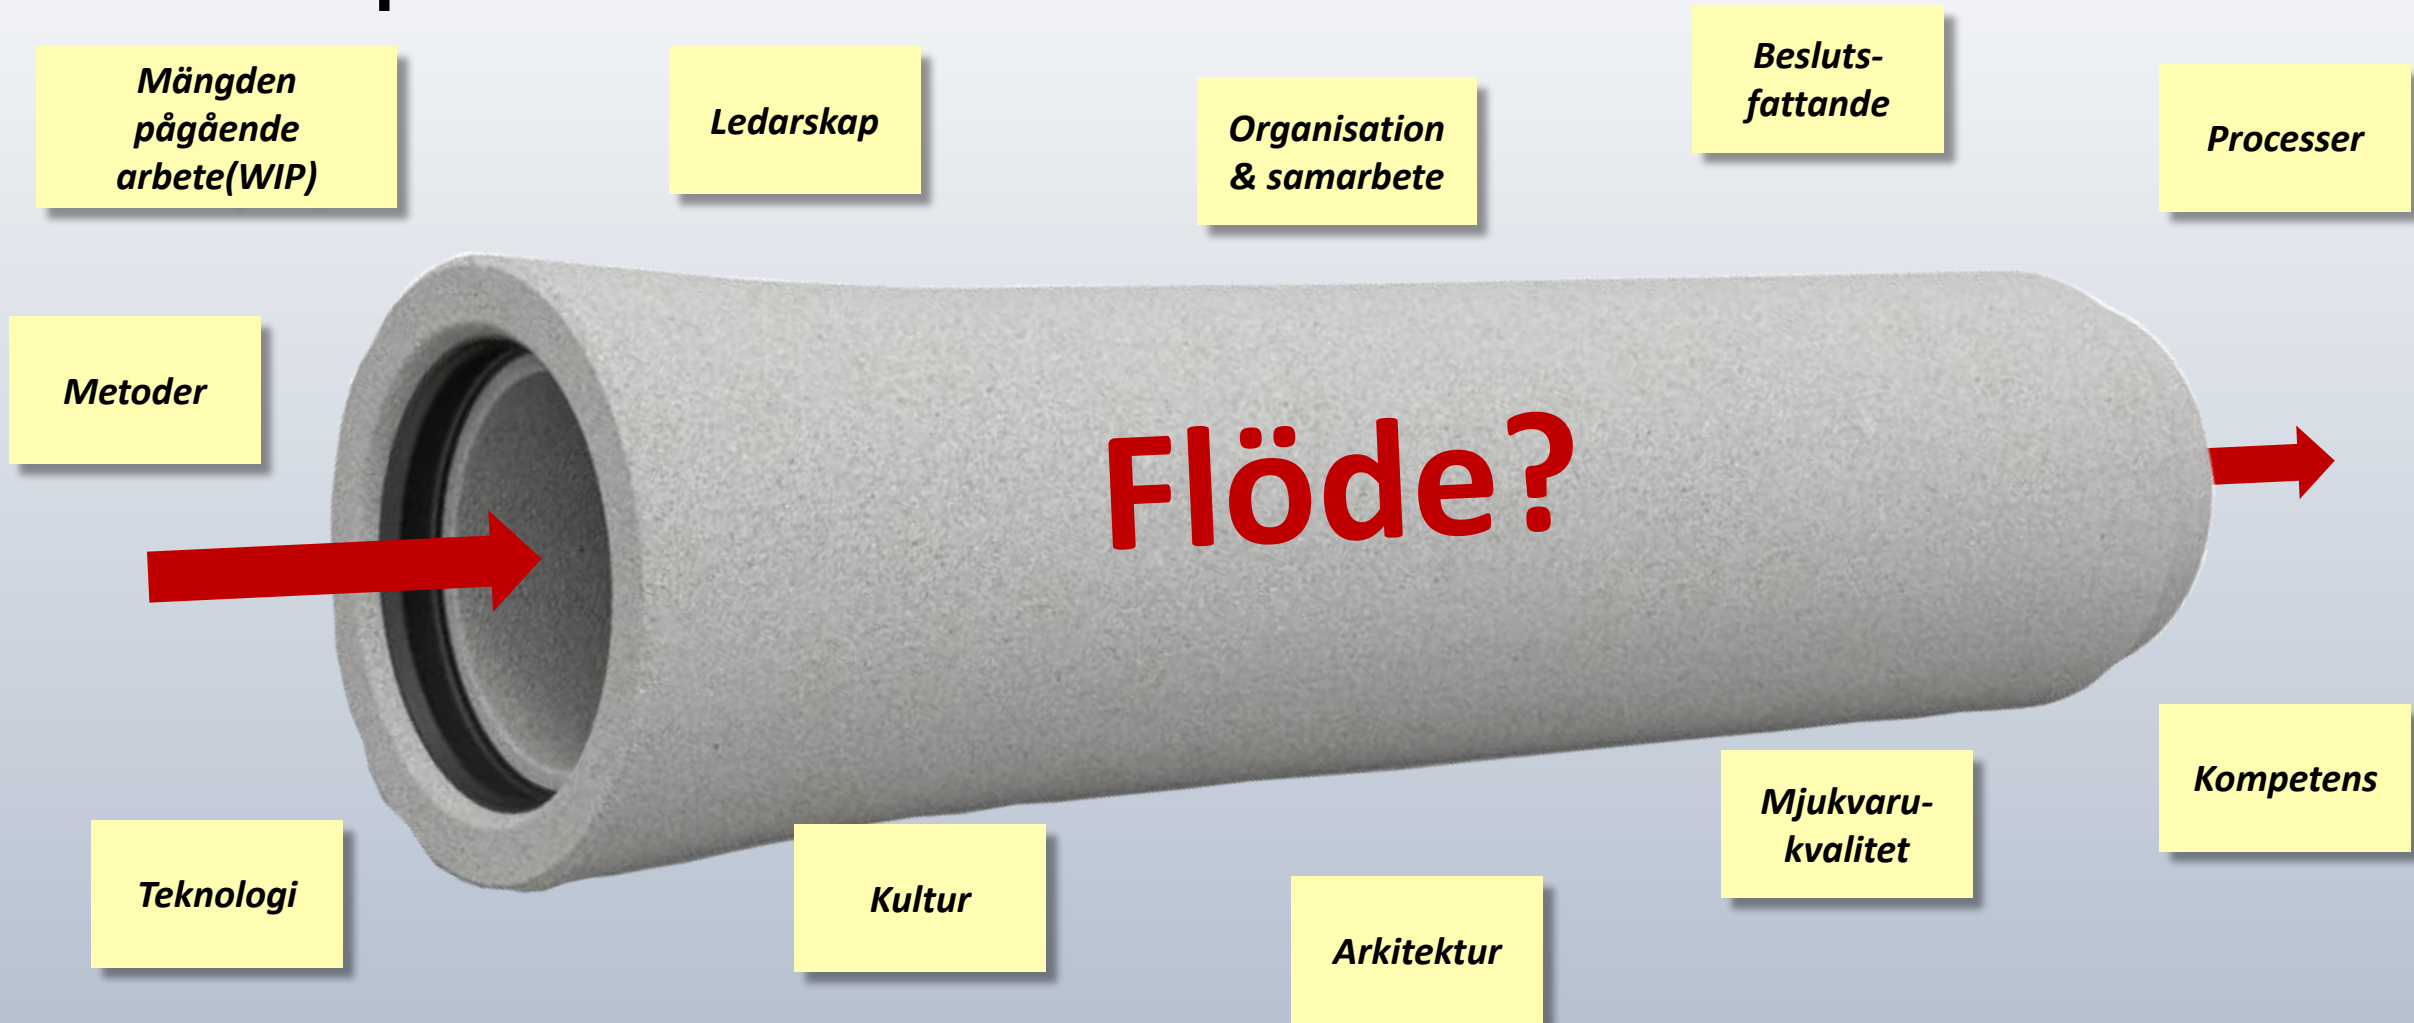 Mängden
pågående
arbete(WIP)
Ledarskap
Organisation
& samarbete
Besluts-
fattande
Processer
Metoder
Flöde?
Teknologi
Kultur
Arkitektur
Mjukvaru-
kvalitet
Kompetens